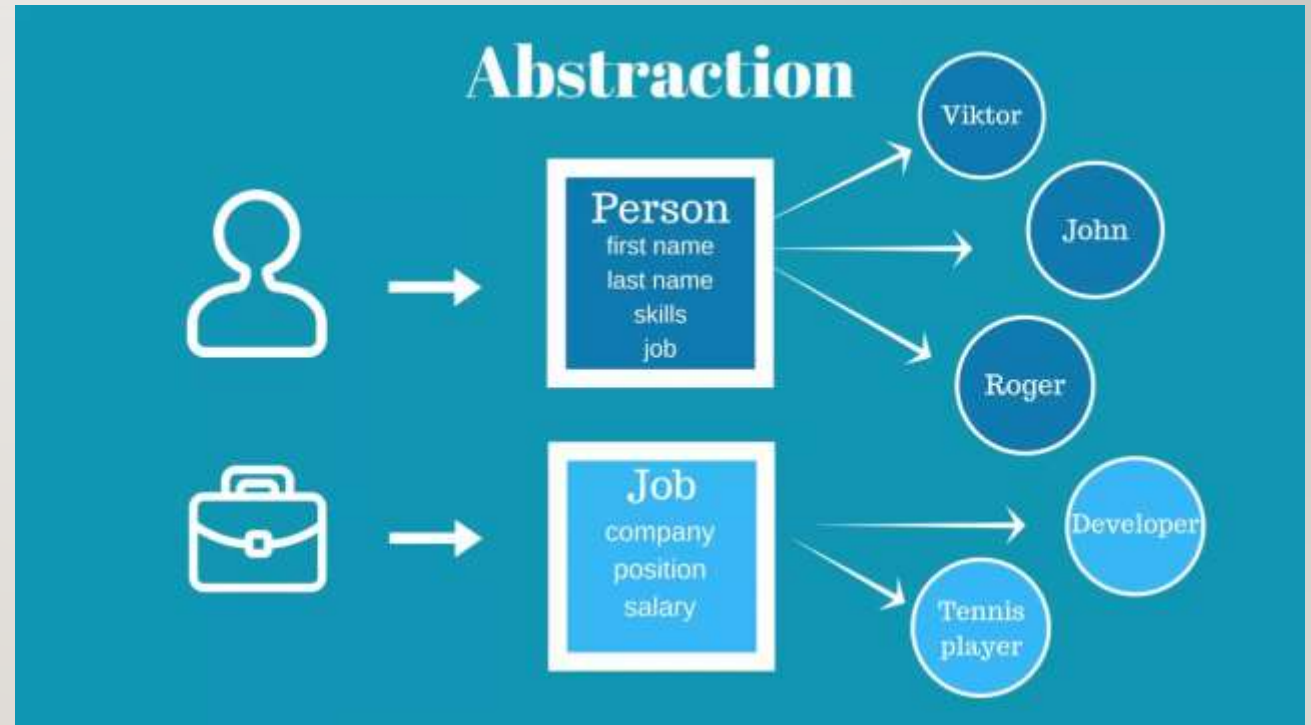 Abstraction
Person
first name
last name
skills
job
Viktor
John
Roger
Job
company
position
salary
Developer
Tennis
player